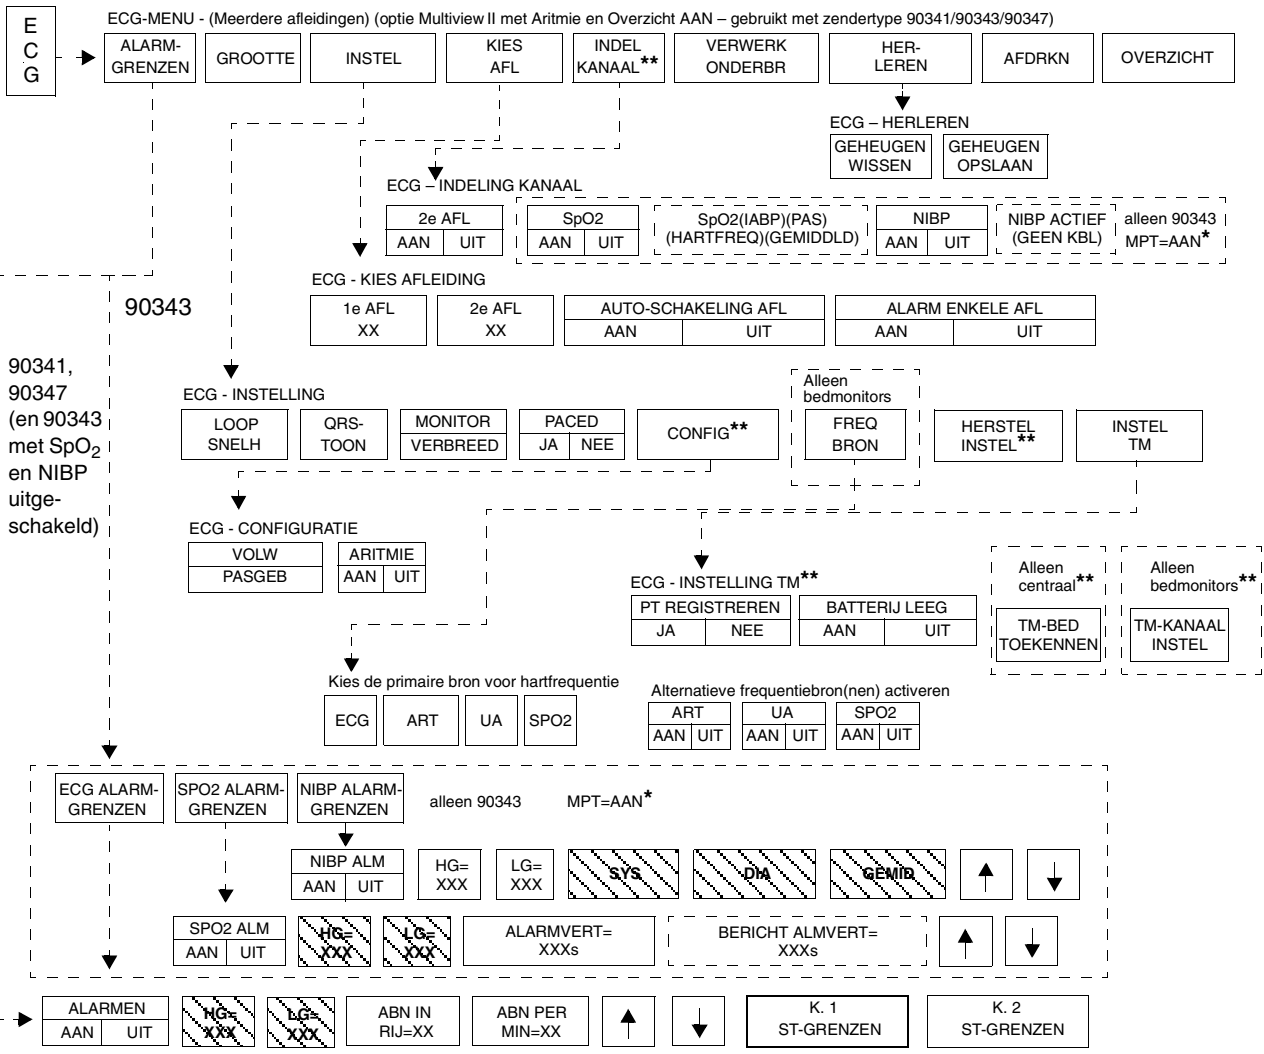 ECG-MENU - (Meerdere afleidingen) (optie Multiview II met Aritmie en Overzicht AAN – gebruikt met zendertype 90341/90343/90347)
E
C
G
ALARM-
GRENZEN
GROOTTE
INSTEL
KIES
AFL
INDEL
KANAAL**
VERWERK
ONDERBR
HER-
LEREN
AFDRKN
OVERZICHT
ECG – HERLEREN
GEHEUGEN
WISSEN
GEHEUGEN
OPSLAAN
ECG – INDELING KANAAL
2e AFL
AAN UIT
SpO2
AAN UIT
SpO2(IABP)(PAS)
(HARTFREQ)(GEMIDDLD)
NIBP
AAN UIT
NIBP ACTIEF
(GEEN KBL)
alleen 90343
MPT=AAN*
ECG - KIES AFLEIDING
1e AFL
XX
2e AFL
XX
AUTO-SCHAKELING AFL
AAN UIT
ALARM ENKELE AFL
AAN UIT
90343
90341,
90347
(en 90343
met SpO2
en NIBP
uitge-
schakeld)
ECG - INSTELLING
LOOP
SNELH
QRS-
TOON
MONITOR
VERBREED
PACED
JA NEE
CONFIG**
Alleen
bedmonitors
FREQ
BRON
HERSTEL
INSTEL**
INSTEL
TM
ECG - CONFIGURATIE
VOLW
PASGEB
ARITMIE
AAN UIT
ECG - INSTELLING TM**
PT REGISTREREN
JA NEE
BATTERIJ LEEG
AAN UIT
Alleen
centraal**
TM-BED
TOEKENNEN
Alleen
bedmonitors**
TM-KANAAL
INSTEL
Kies de primaire bron voor hartfrequentie
ECG
ART
UA
SPO2
Alternatieve frequentiebron(nen) activeren
ART
AAN UIT
UA
AAN UIT
SPO2
AAN UIT
ECG ALARM-
GRENZEN
SPO2 ALARM-
GRENZEN
NIBP ALARM-
GRENZEN
alleen 90343
MPT=AAN*
NIBP ALM
AAN UIT
HG=
XXX
LG=
XXX
SYS
DIA
GEMID
SPO2 ALM
AAN UIT
HG=
XXX
LG=
XXX
ALARMVERT=
XXXs
BERICHT ALMVERT=
XXXs
ALARMEN
AAN UIT
HG=
XXX
LG=
XXX
ABN IN
RIJ=XX
ABN PER
MIN=XX
K. 1
ST-GRENZEN
K. 2
ST-GRENZEN